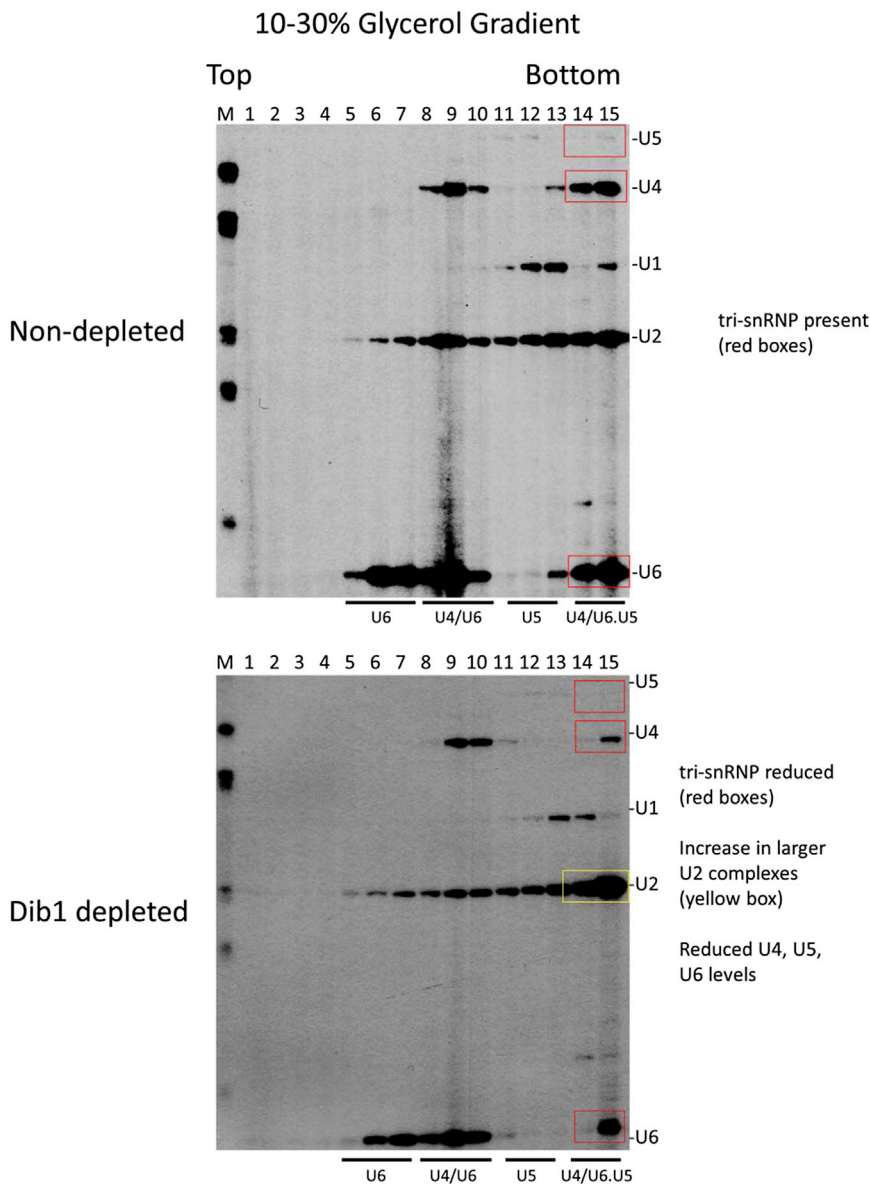 10-30% Glycerol Gradient
Top Bottom
M 1 2 3 4 5 6 7 8 9 10 11 12 13 14 15
-U5
-U4
-U1
Non-depleted
-U2
tri-snRNP present
(red boxes)
-U6
U6 U4/U6 U5 U4/U6.U5
M 1 2 3 4 5 6 7 8 9 10 11 12 13 14 15
-U5
-U4
tri-snRNP reduced
(red boxes)
-U1
Increase in larger
U2 complexes
(yellow box)
-U2
Dib1 depleted
Reduced U4, U5,
U6 levels
-U6
U6 U4/U6 U5 U4/U6.U5